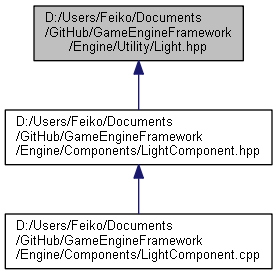 D:/Users/Feiko/Documents
/GitHub/GameEngineFramework
/Engine/Utility/Light.hpp
D:/Users/Feiko/Documents
/GitHub/GameEngineFramework
/Engine/Components/LightComponent.hpp
D:/Users/Feiko/Documents
/GitHub/GameEngineFramework
/Engine/Components/LightComponent.cpp